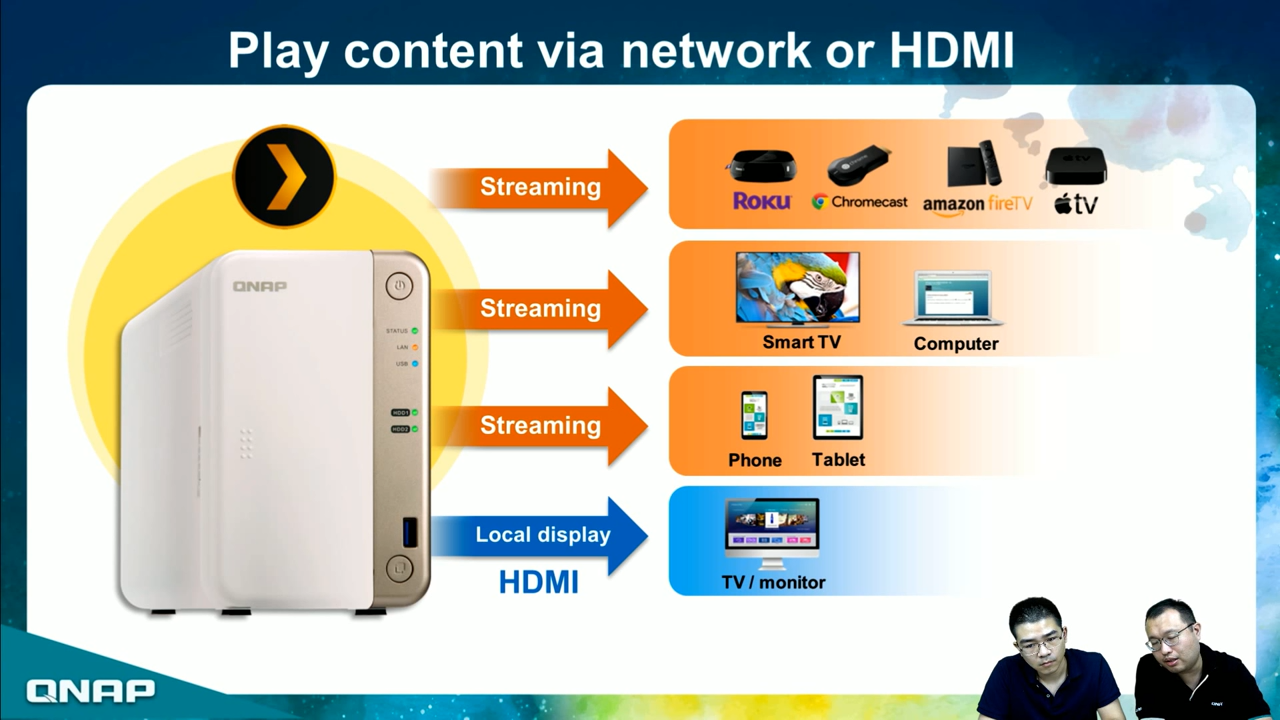 Play content via network or HDMI
Streaming
ROKU
Chromecast
amazon fireTV
tv
QNAP
STATUS
LAN
USB
HDD1
HDD2
Streaming
Smart TV
Computer
Streaming
Phone
Tablet
Local display
HDMI
TV / monitor
QNAP